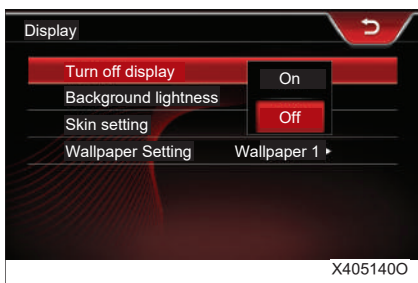 Display
Turn off display
On
Background lightness
Off
Skin setting
Wallpaper Setting Wallpaper 1
X405140O